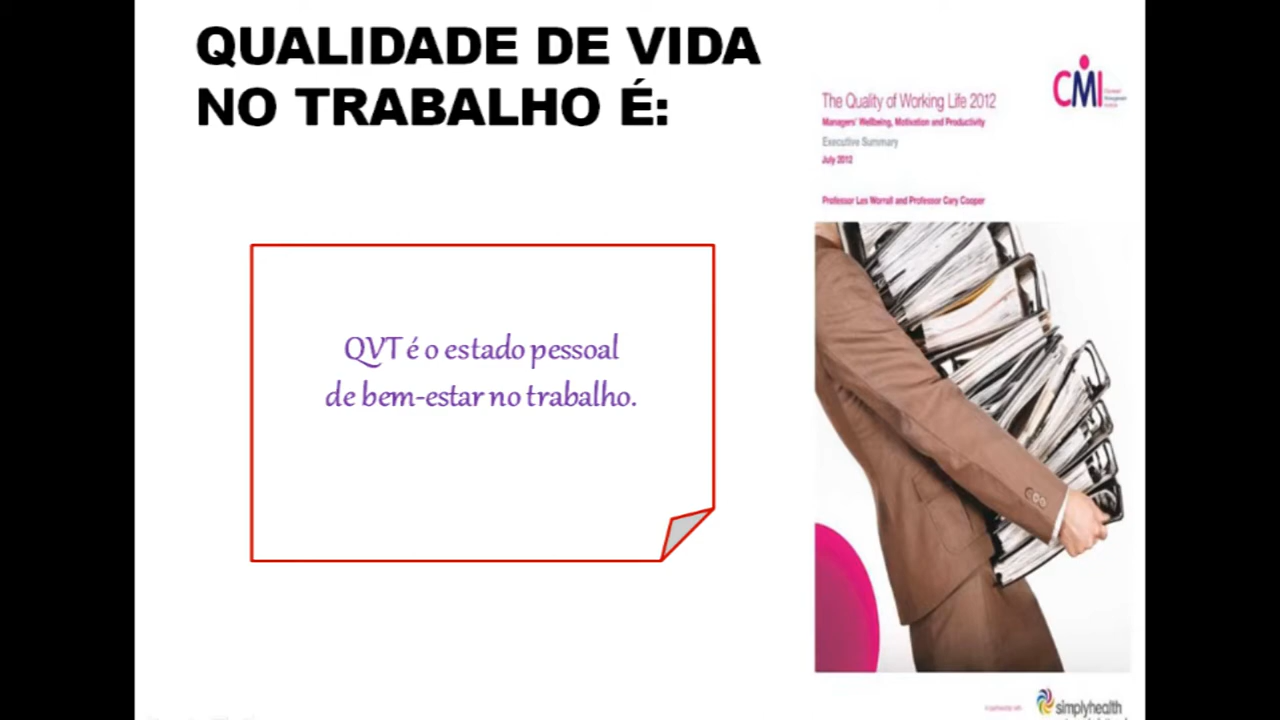 QUALIDADE DE VIDA
NO TRABALHO É:
QVT é o estado pessoal
de bem-estar no trabalho.
CMI
The Quality of Working Life 2012
Managers' Wellbeing, Motivation and Productivity
Executive Summary
July 2012
Professor Les Worrall and Professor Cary Cooper
simplyhealth